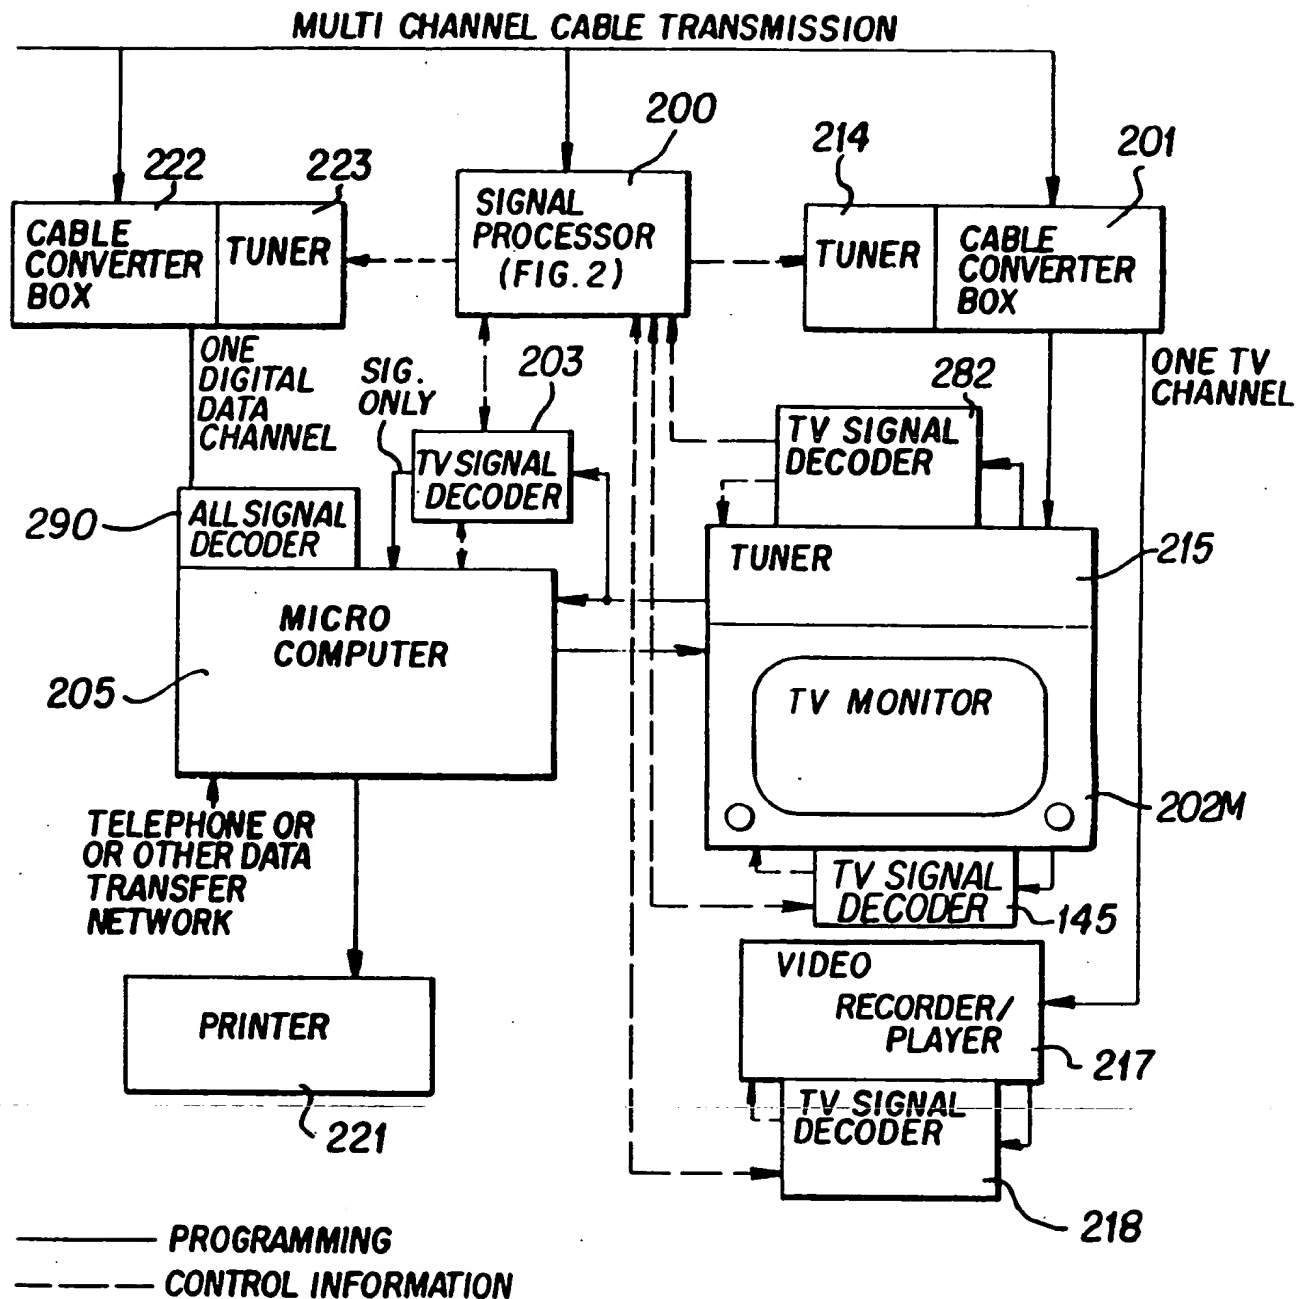 MULTI CHANNEL CABLE TRANSMISSION
200
214
201
222
223
CABLE
CONVERTER
BOX
TUNER
SIGNAL
PROCESSOR
(FIG. 2)
TUNER
CABLE
CONVERTER
BOX
ONE
DIGITAL
DATA
CHANNEL
SIG.
ONLY
203
282
ONE TV
CHANNEL
TV SIGNAL
DECODER
TV SIGNAL
DECODER
290
ALL SIGNAL
DECODER
TUNER
215
MICRO
COMPUTER
205
TV MONITOR
202M
TELEPHONE OR
OR OTHER DATA
TRANSFER
NETWORK
TV SIGNAL
DECODER
145
VIDEO
RECORDER/
PLAYER
217
PRINTER
221
TV SIGNAL
DECODER
218
PROGRAMMING
CONTROL INFORMATION